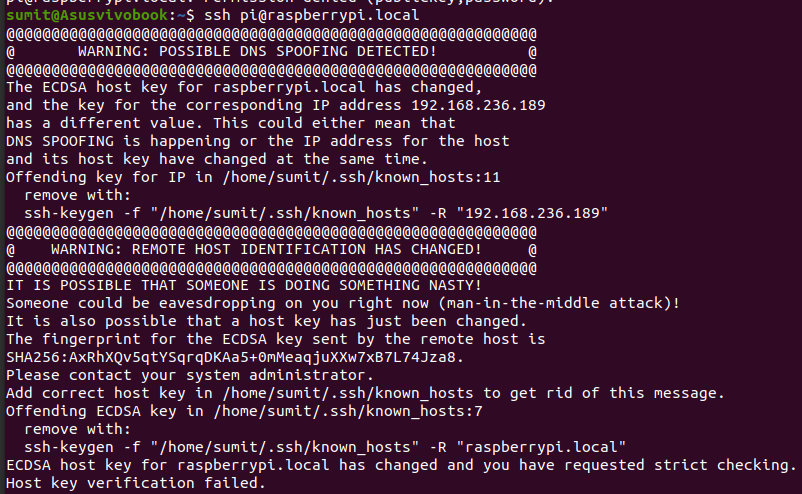 pi@raspberrypi.local: Permission denied (publickey,password).
sumit@Asusvivobook:~$ ssh pi@raspberrypi.local
@@@@@@@@@@@@@@@@@@@@@@@@@@@@@@@@@@@@@@@@@@@@@@@@@@@@@@@@@@@
@       WARNING: POSSIBLE DNS SPOOFING DETECTED!          @
@@@@@@@@@@@@@@@@@@@@@@@@@@@@@@@@@@@@@@@@@@@@@@@@@@@@@@@@@@@
The ECDSA host key for raspberrypi.local has changed,
and the key for the corresponding IP address 192.168.236.189
has a different value. This could either mean that
DNS SPOOFING is happening or the IP address for the host
and its host key have changed at the same time.
Offending key for IP in /home/sumit/.ssh/known_hosts:11
  remove with:
  ssh-keygen -f "/home/sumit/.ssh/known_hosts" -R "192.168.236.189"
@@@@@@@@@@@@@@@@@@@@@@@@@@@@@@@@@@@@@@@@@@@@@@@@@@@@@@@@@@@
@    WARNING: REMOTE HOST IDENTIFICATION HAS CHANGED!     @
@@@@@@@@@@@@@@@@@@@@@@@@@@@@@@@@@@@@@@@@@@@@@@@@@@@@@@@@@@@
IT IS POSSIBLE THAT SOMEONE IS DOING SOMETHING NASTY!
Someone could be eavesdropping on you right now (man-in-the-middle attack)!
It is also possible that a host key has just been changed.
The fingerprint for the ECDSA key sent by the remote host is
SHA256:AxRhXQv5qtYSqrqDKAa5+0mMeaqjuXXw7xB7L74Jza8.
Please contact your system administrator.
Add correct host key in /home/sumit/.ssh/known_hosts to get rid of this message.
Offending ECDSA key in /home/sumit/.ssh/known_hosts:7
  remove with:
  ssh-keygen -f "/home/sumit/.ssh/known_hosts" -R "raspberrypi.local"
ECDSA host key for raspberrypi.local has changed and you have requested strict checking.
Host key verification failed.